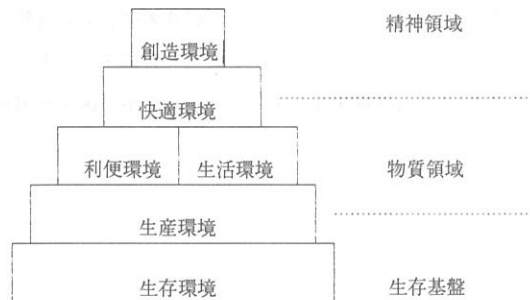 精神領域
創造環境
快適環境
利便環境 生活環境 物質領域
生産環境
生存環境 生存基盤